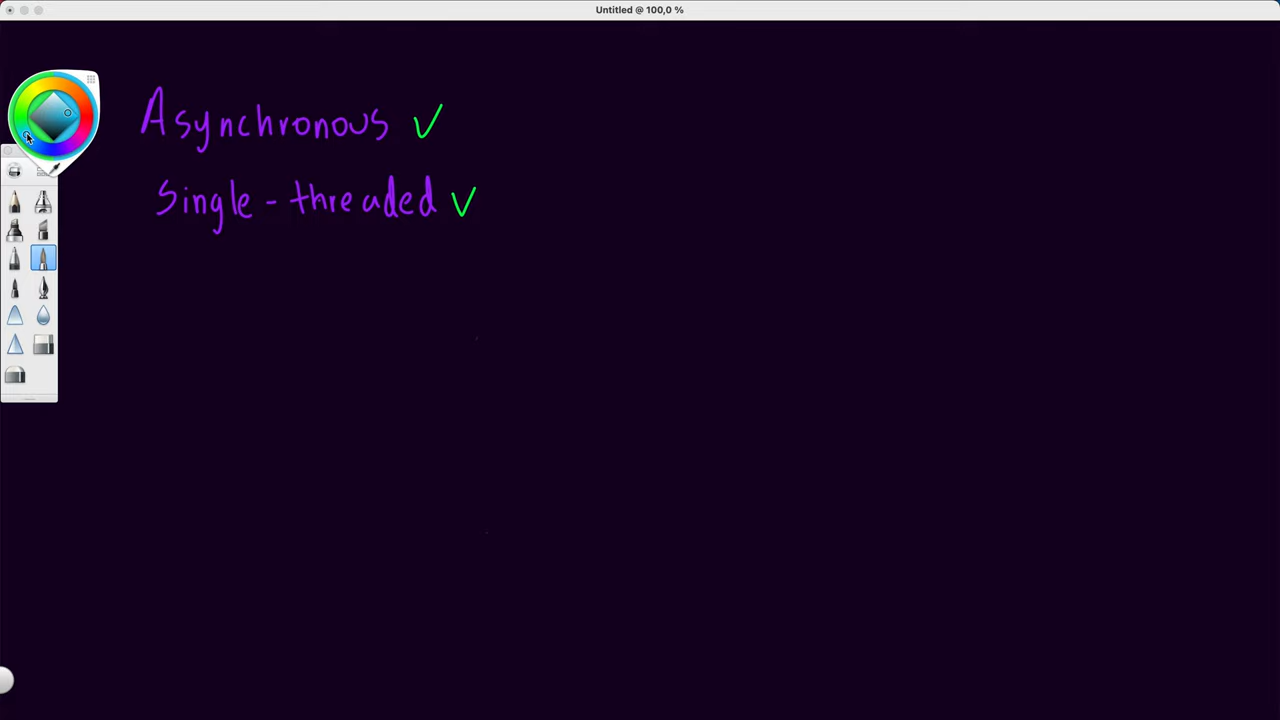 Untitled @ 100,0 %
Asynchronous ✓
Single-threaded ✓